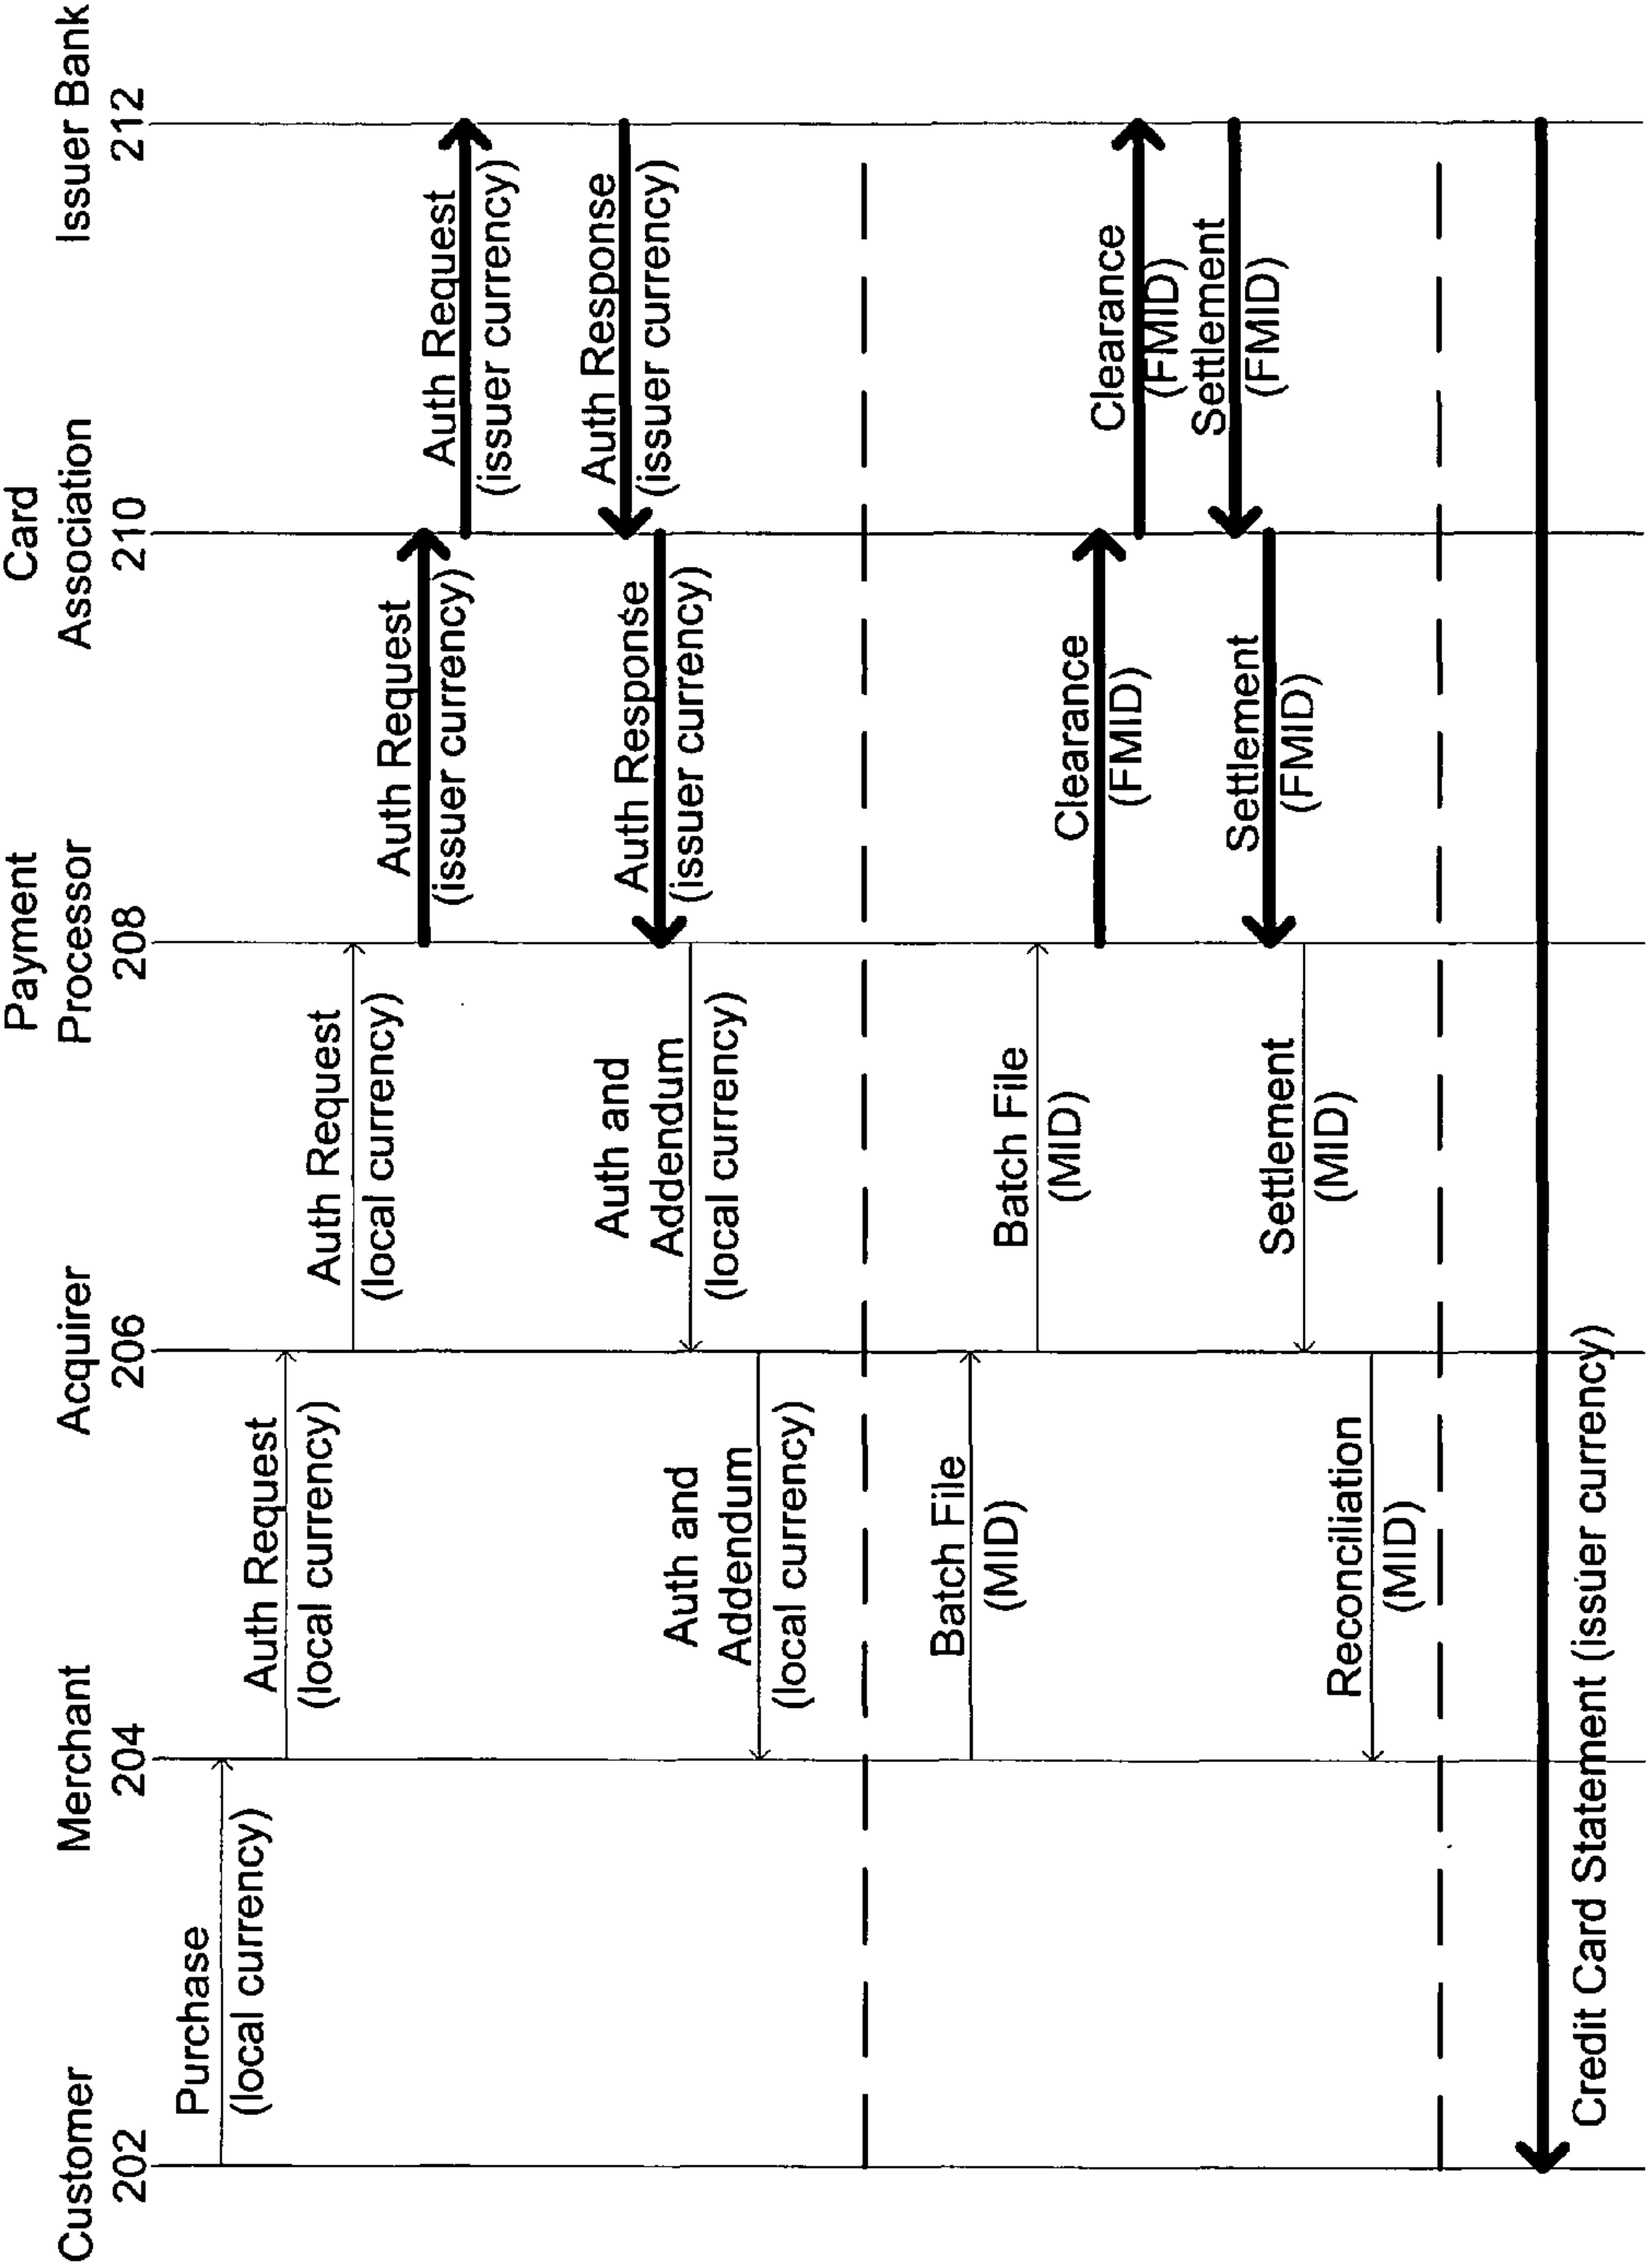 Customer
202
Merchant
204
Acquirer
206
Payment
Processor
208
Card
Association
210
Issuer Bank
212
Purchase
(local currency)
Auth Request
(local currency)
Auth Request
(local currency)
Auth Request
(issuer currency)
Auth Request
(issuer currency)
Auth Response
(issuer currency)
Auth Response
(issuer currency)
Auth and
Addendum
(local currency)
Auth and
Addendum
(local currency)
Batch File
(MID)
Batch File
(MID)
Clearance
(FMID)
Clearance
(FMID)
Settlement
(FMID)
Settlement
(FMID)
Settlement
(MID)
Reconciliation
(MID)
Credit Card Statement (issuer currency)